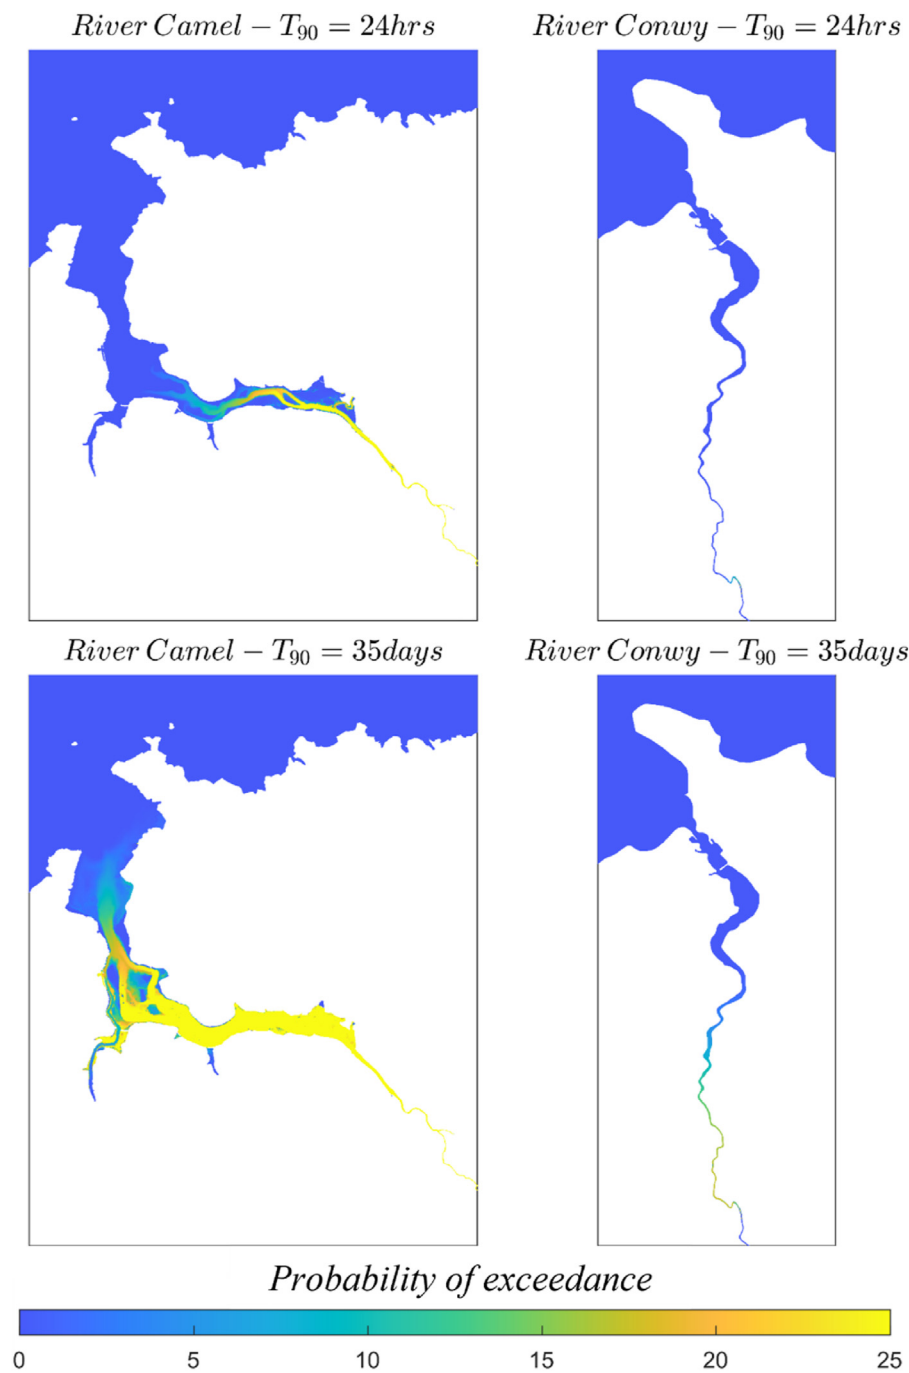 River Camel − T90 = 24hrs
River Conwy − T90 = 24hrs
River Camel − T90 = 35days
River Conwy − T90 = 35days
Probability of exceedance
0 5 10 15 20 25